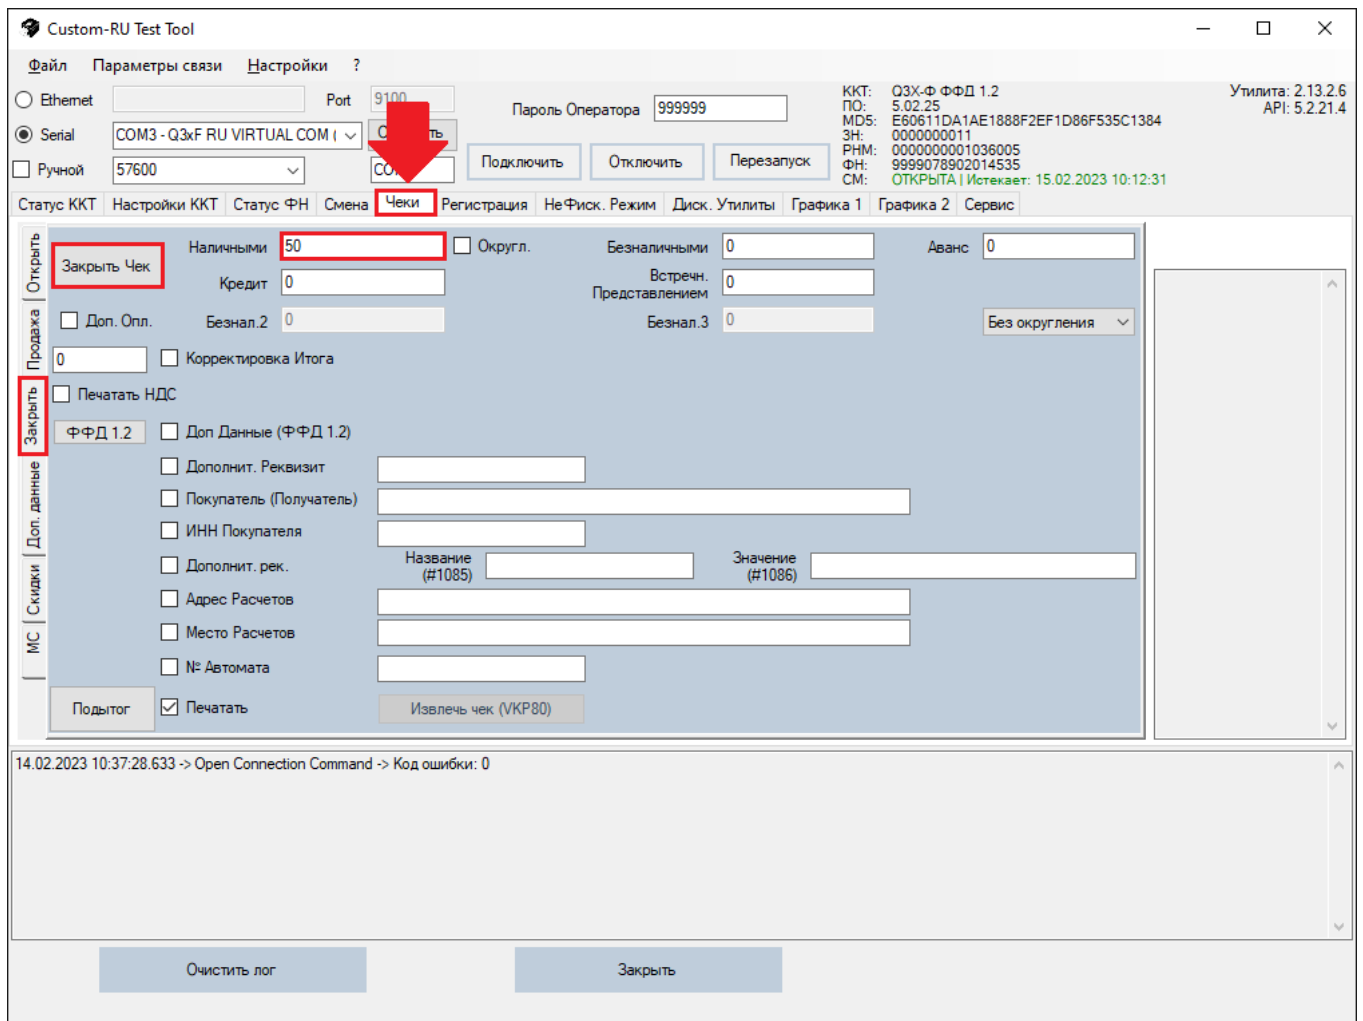 Custom-RU Test Tool
Файл Параметры связи Настройки ?
Ethernet Port 9100
Serial COM3 - Q3xF RU VIRTUAL COM (
Ручной 57600
Пароль Оператора 999999
Подключить Отключить Перезапуск
ККТ: Q3X-Ф ФФД 1.2
ПО: 5.02.25
MD5: E60611DA1AE1888F2EF1D86F535C1384
ЗН: 0000000011
РНМ: 0000000001036005
ФН: 9999078902014535
СМ: ОТКРЫТА | Истекает: 15.02.2023 10:12:31
Утилита: 2.13.2.6
API: 5.2.21.4
Статус ККТ Настройки ККТ Статус ФН Смена Чеки Регистрация НеФиск. Режим Диск. Утилиты Графика 1 Графика 2 Сервис
Открыть
Продажа
Закрыть
Доп. данные
Скидки
МС
Закрыть Чек Наличными 50 Округл. Безналичными 0 Аванс 0
Кредит 0 Встречн.
Представлением 0
Доп. Опл. Безнал.2 0 Безнал.3 0 Без округления
0 Корректировка Итога
Печатать НДС
ФФД 1.2 Доп Данные (ФФД 1.2)
Дополнит. Реквизит
Покупатель (Получатель)
ИНН Покупателя
Дополнит. рек. Название
(#1085) Значение
(#1086)
Адрес Расчетов
Место Расчетов
№ Автомата
Подытог Печатать Извлечь чек (VKP80)
14.02.2023 10:37:28.633 -> Open Connection Command -> Код ошибки: 0
Очистить лог Закрыть